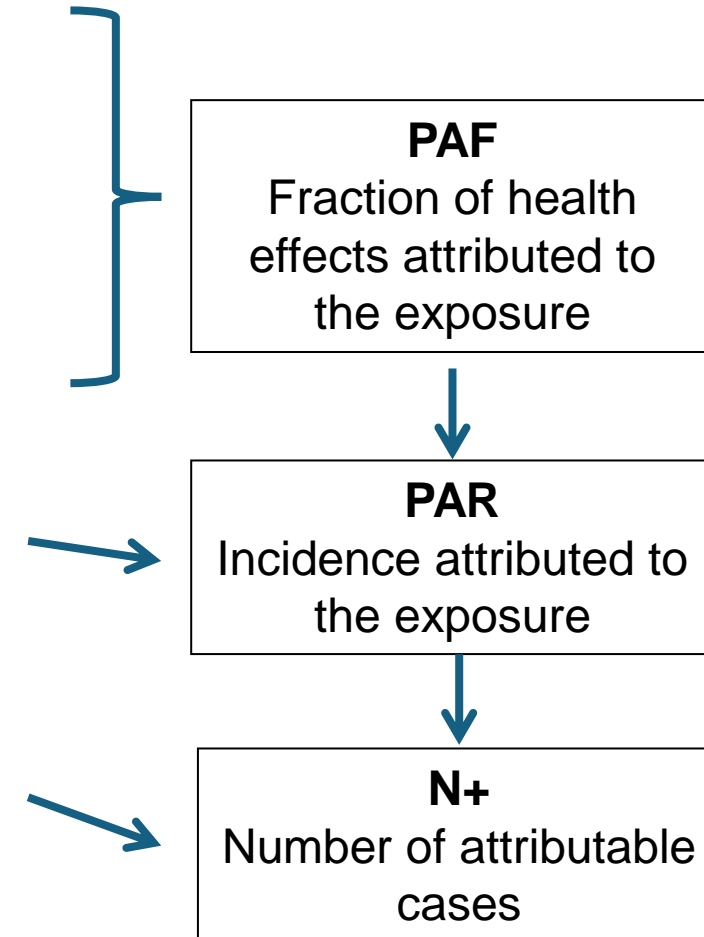 PAF
Fraction of health
effects attributed to
the exposure
PAR
Incidence attributed to
the exposure
N+
Number of attributable
cases